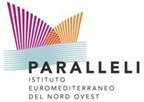 PARALLELI
ISTITUTO
EUROMEDITERRANEO
DEL NORD OVEST